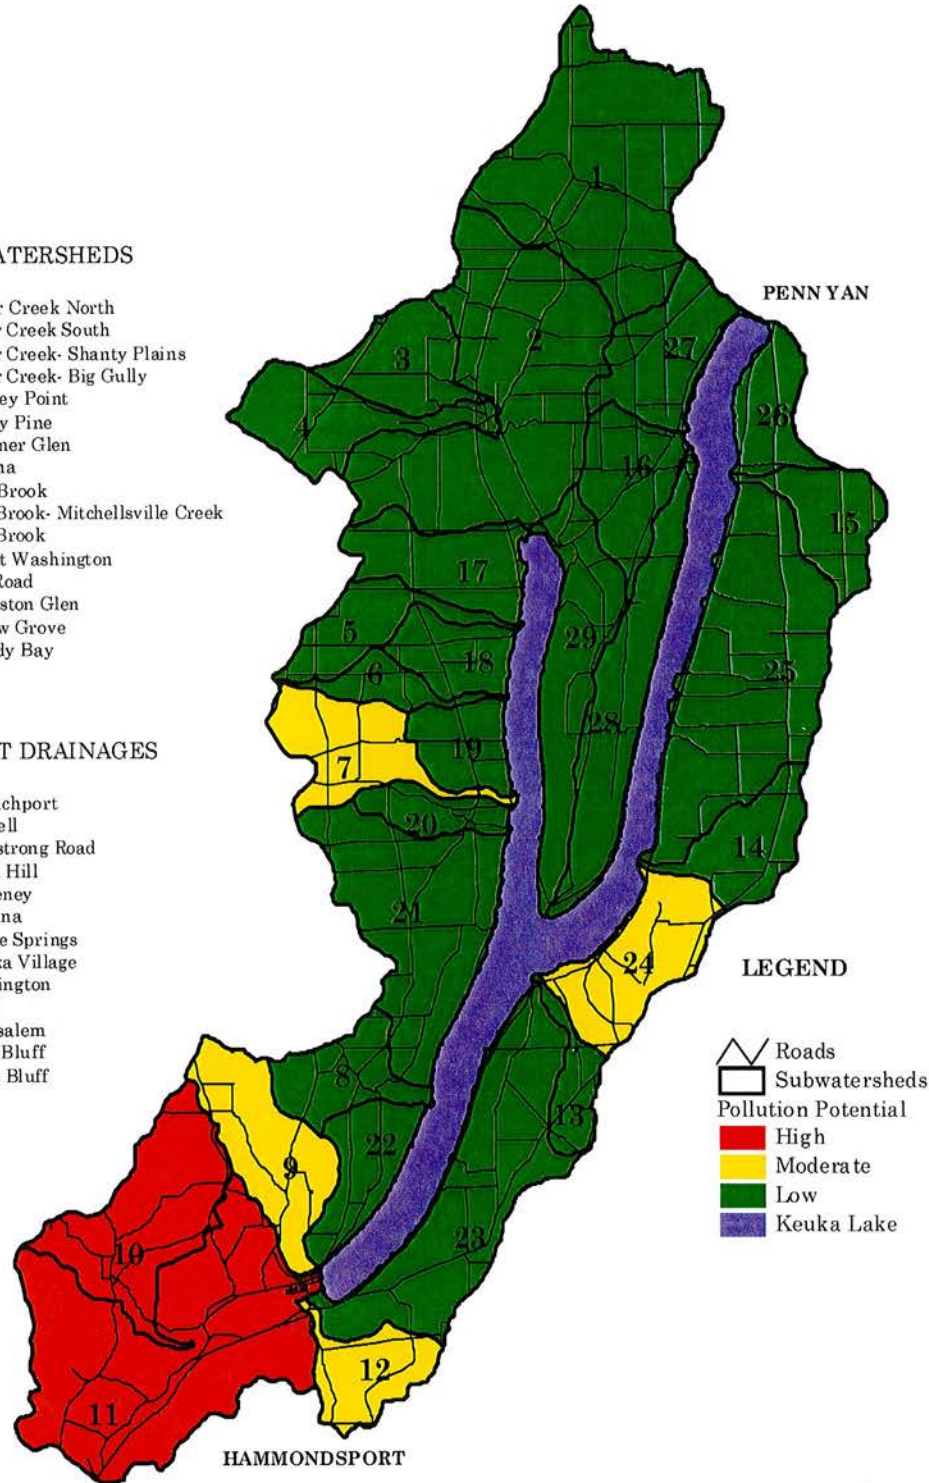 ATERSHEDS
r Creek North
r Creek South
r Creek- Shanty Plains
r Creek- Big Gully
ey Point
y Pine
ner Glen
na
Brook
Brook- Mitchellsville Creek
Brook
t Washington
Road
ston Glen
w Grove
dy Bay
T DRAINAGES
chport
ell
strong Road
Hill
eney
na
e Springs
ka Village
ington
salem
Bluff
Bluff
PENN YAN
1
2
3
4
27
26
16
15
17
5
29
18
6
25
28
19
7
20
14
21
24
8
13
22
9
23
10
12
11
HAMMONDSPORT
LEGEND
Roads
Subwatersheds
Pollution Potential
High
Moderate
Low
Keuka Lake